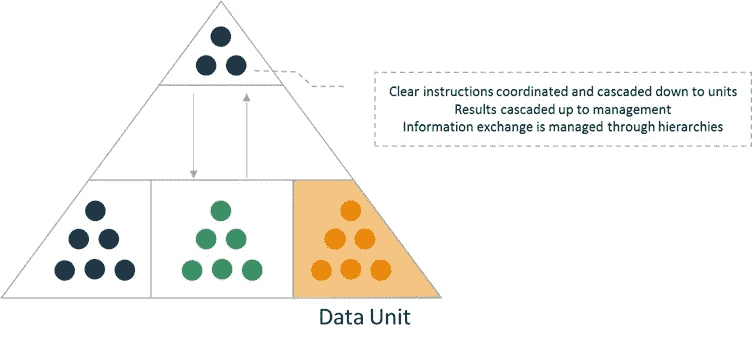 Clear instructions coordinated and cascaded down to units
Results cascaded up to management
Information exchange is managed through hierarchies
Data Unit